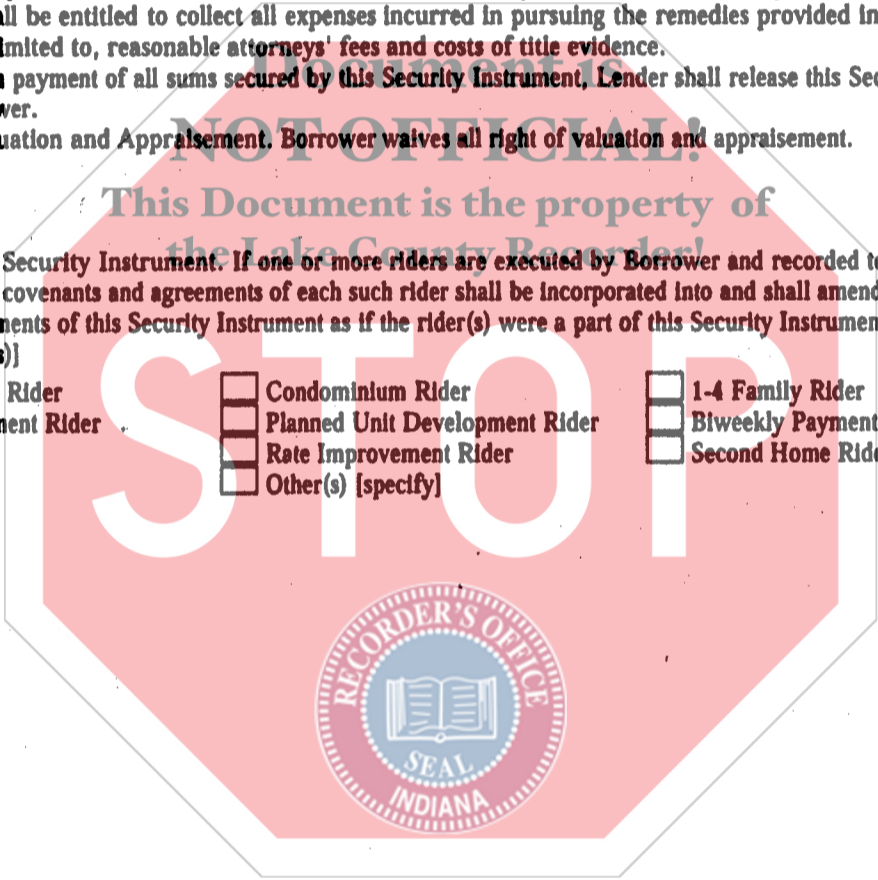 ll be entitled to collect all expenses incurred in pursuing the remedies provided in
mited to, reasonable attorneys' fees and costs of title evidence.
Document is
payment of all sums secured by this Security Instrument, Lender shall release this Sec
wer.
NOT OFFICIAL!
uation and Appraisement. Borrower waives all right of valuation and appraisement.
This Document is the property of
the Lake County Recorder!
Security Instrument. If one or more riders are executed by Borrower and recorded t
covenants and agreements of each such rider shall be incorporated into and shall amend
ents of this Security Instrument as if the rider(s) were a part of this Security Instrumen
s)]
STOP
Rider
Condominium Rider
1-4 Family Rider
ent Rider
Planned Unit Development Rider
Biweekly Payment
Rate Improvement Rider
Second Home Ride
Other(s) [specify]
RECORDER'S OFFICE
SEAL
INDIANA